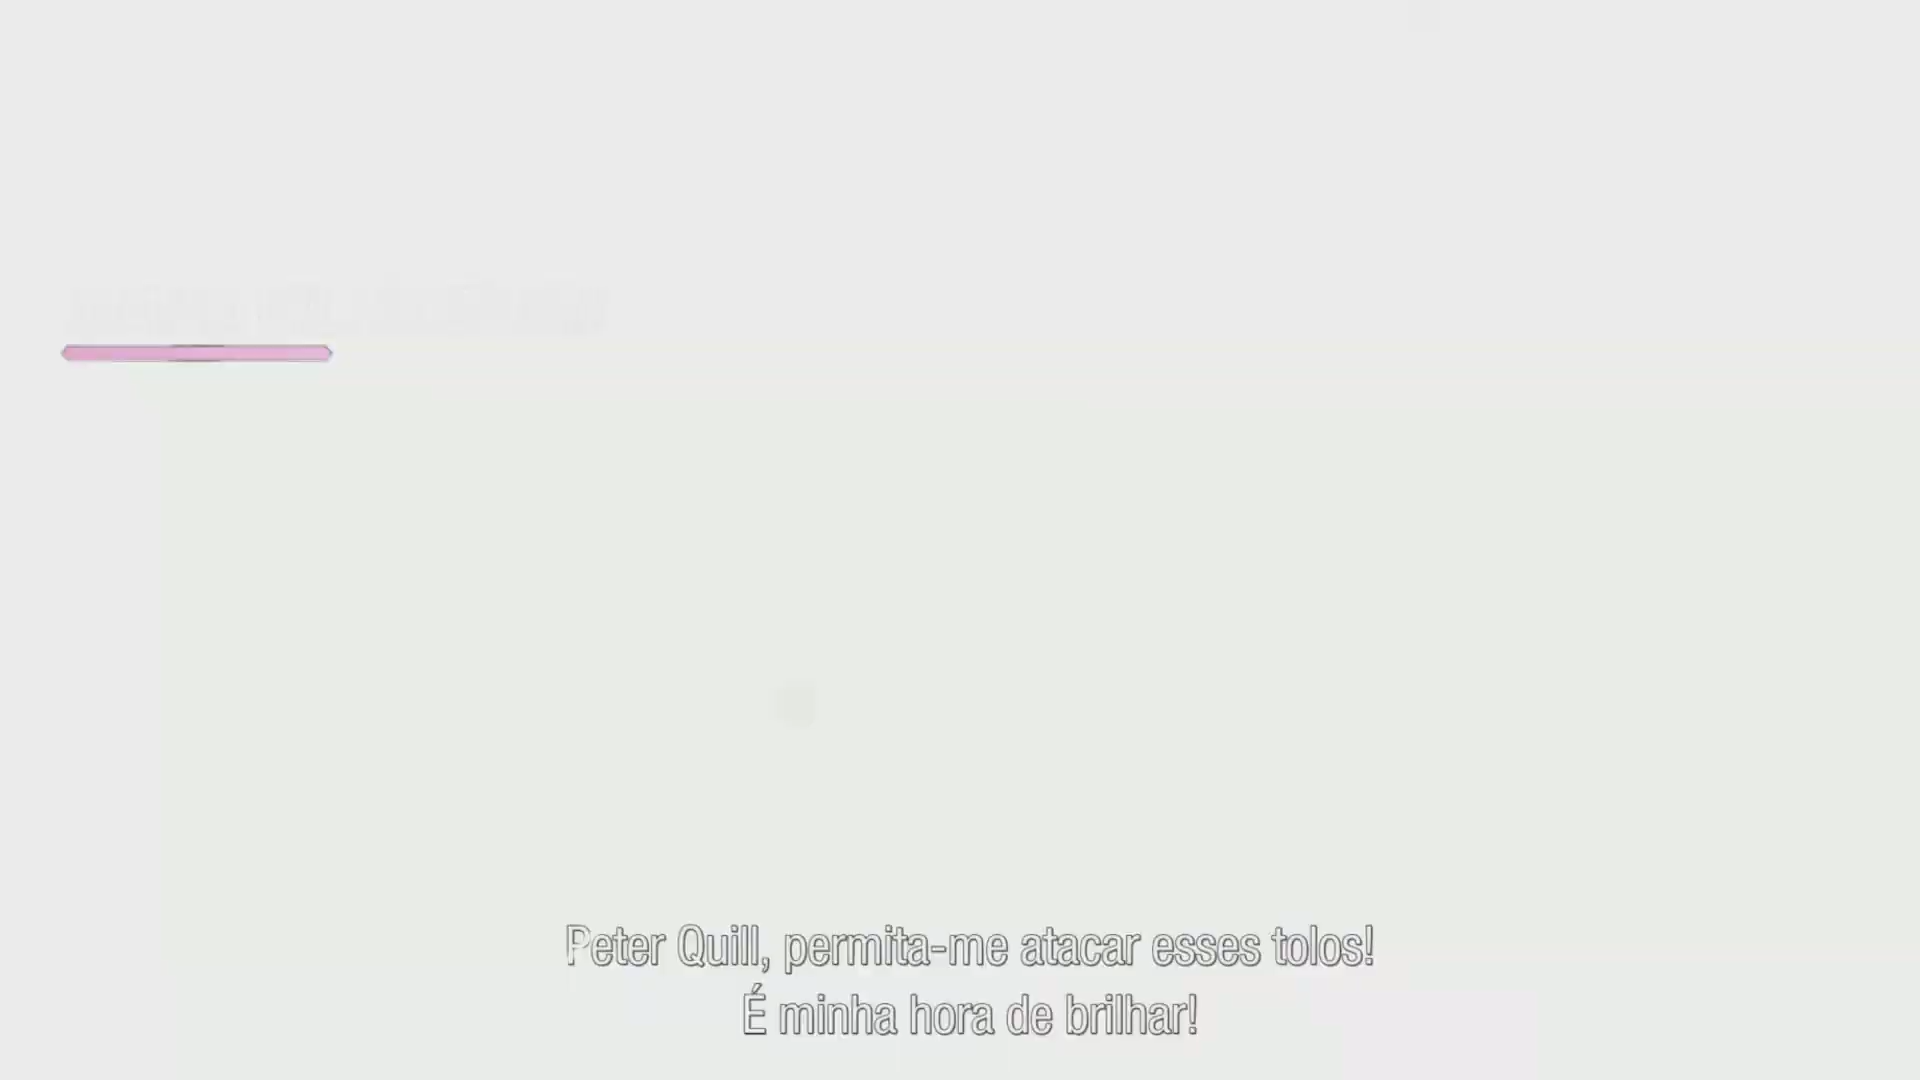 Peter Quill, permita-me atacar esses tolos!
É minha hora de brilhar!